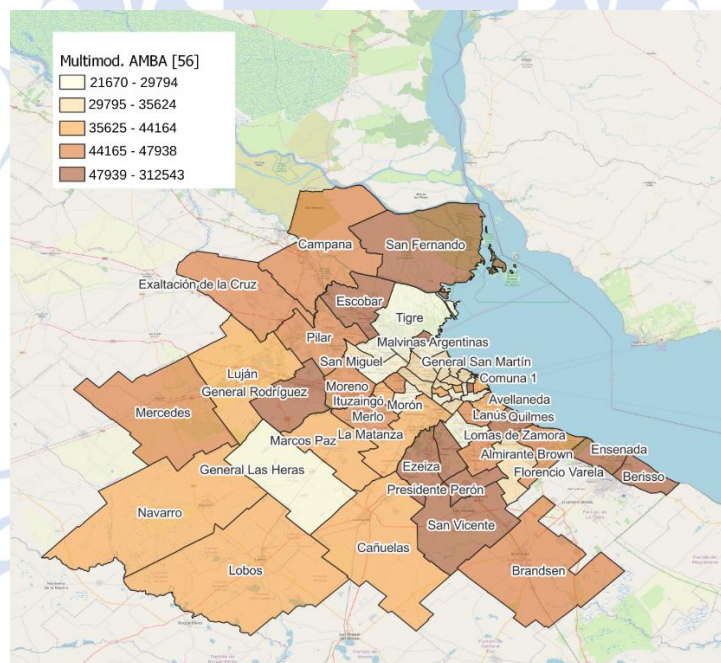 Multimod. AMBA [56]
21670 - 29794
29795 - 35624
35625 - 44164
44165 - 47938
47939 - 312543
Campana
San Fernando
Exaltación de la Cruz
Escobar
Tigre
Pilar
Malvinas Argentinas
San Miguel
General San Martín
Luján
General Rodríguez
Moreno
Comuna 1
Ituzaingó
Morón
Avellaneda
Mercedes
Merlo
Lanús
Quilmes
Marcos Paz
La Matanza
Lomas de Zamora
Ensenada
General Las Heras
Ezeiza
Almirante Brown
Florencio Varela
Berisso
Presidente Perón
Navarro
San Vicente
Cañuelas
Lobos
Brandsen